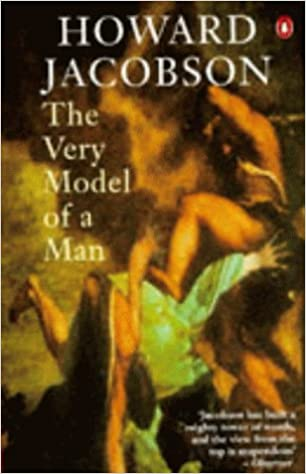 HOWARD
JACOBSON
The
Very
Model
of a
Man
'Jacobson has built a
mighty tower of words,
and the view from the
top is stupendous'
– Observer